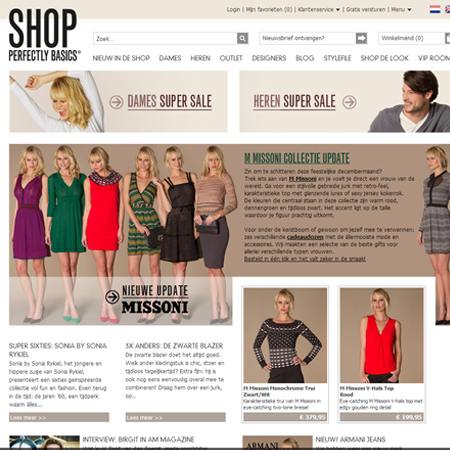 Login | Mijn favorieten (0) | Klantenservice | Gratis versturen | Menu
SHOP
PERFECTLY BASICS
Zoek...
Nieuwsbrief ontvangen?
Winkelmand (0)
NIEUW IN DE SHOP DAMES HEREN OUTLET DESIGNERS BLOG STYLEFILE SHOP DE LOOK VIP ROOM
DAMES SUPER SALE
HEREN SUPER SALE
M MISSONI COLLECTIE UPDATE
Zin om te schitteren deze feestelijke decembermaand?
Trek iets aan van M Missoni en je voelt je direct een vrouw van de
wereld. Ga voor een stijlvolle gebreide jurk met retro-feel,
karakteristieke top met glanzende lurex of sexy jersey kokerrok.
De kleuren die centraal staan in deze collectie zijn warm rood,
dennengroen en tijdloos zwart. Het accent ligt op de taille
waardoor je figuur prachtig uitkomt.
Voor onder de kerstboom of gewoon om jezelf mee te verwennen:
zes verschillende cadeaudozen met de állermooiste mode en
accessoires. Wij maakten een selectie van de beste gifts voor
allerlei verschillende typen vrouwen.
Besteld in één klik en het valt zeker in de smaak!
NIEUWE UPDATE
MISSONI
SUPER SIXTIES: SONIA BY SONIA
RYKIEL
Sonia by Sonia Rykiel, het jongere en
hippere zusje van Sonia Rykiel,
presenteert een sixties geïnspireerde
collectie vol fun en fashion. Even terug
in de tijd: de jaren '60, een tijdperk
waarin alles...
Lees meer >>
3X ANDERS: DE ZWARTE BLAZER
De zwarte blazer doet het altijd goed.
Welk ander kledingstuk is chic, stoer en
tijdloos tegelijkertijd? Extra fijn: hij is
ook nog eens eenvoudig overal mee te
combineren! Draag hem over een jurk,
op...
Lees meer >>
M Missoni Monochrome Trui
Zwart/Wit
Karakteristieke trui van M Missoni in
eye-catching two-tone breisel
€ 379,95
M Missoni V-Hals Top
Rood
Eye-catching M Missoni top met
edgy gouden ring detail
€ 199,95
INTERVIEW: BIRGIT IN AM MAGAZINE
ARMANI
NIEUW! ARMANI JEANS